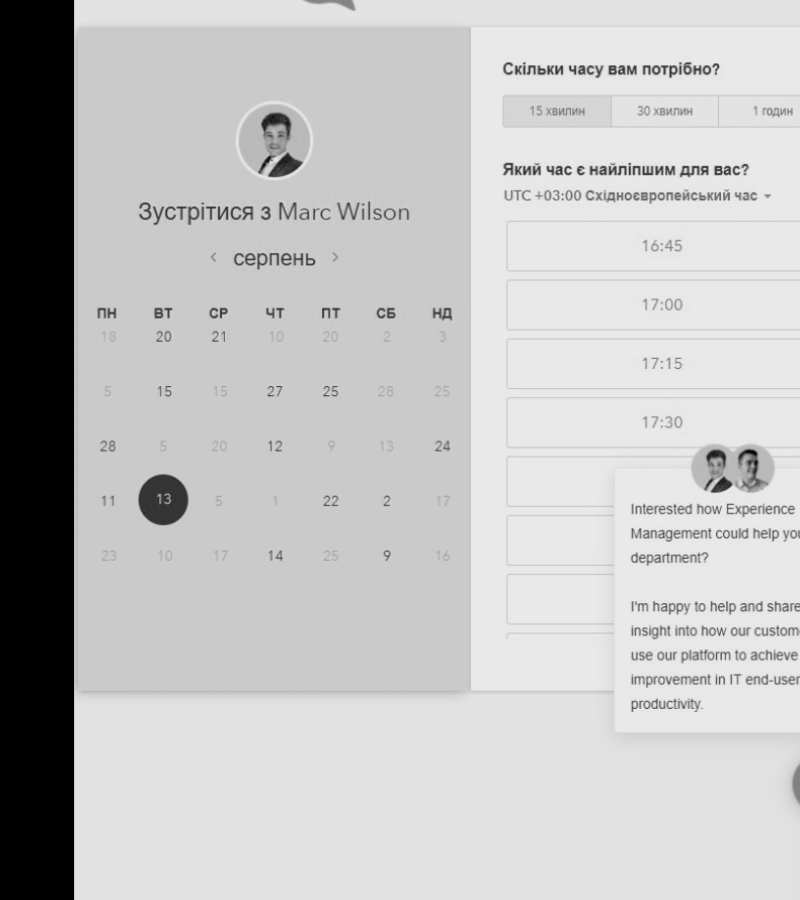 Зустрітися з Marc Wilson
‹ серпень ›
ПН ВТ СР ЧТ ПТ СБ НД
18 20 21 10 20 2 3
5 15 15 27 25 28 25
28 5 20 12 9 13 24
11 13 5 1 22 2 17
23 10 17 14 25 9 16
Скільки часу вам потрібно?
15 хвилин 30 хвилин 1 годин
Який час є найліпшим для вас?
UTC +03:00 Східноєвропейський час
16:45
17:00
17:15
17:30
Interested how Experience
Management could help you
department?
I'm happy to help and share
insight into how our custom
use our platform to achieve
improvement in IT end-user
productivity.